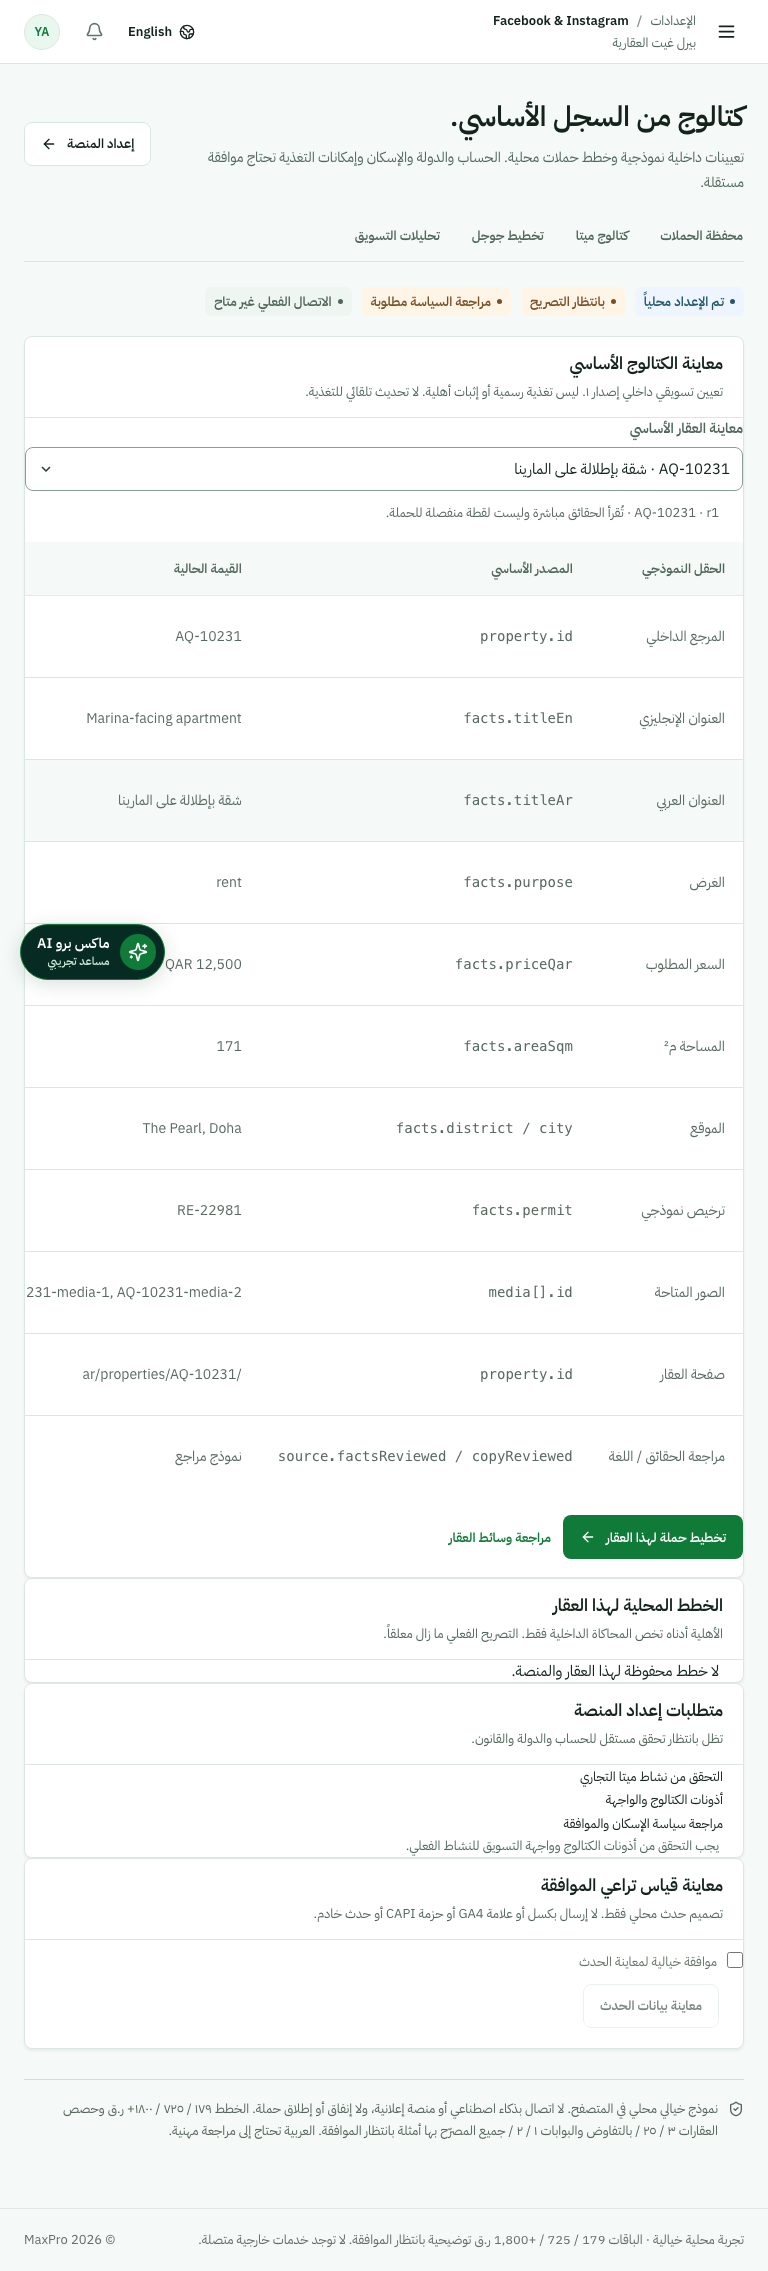 الإعدادات / Facebook & Instagram
بيرل غيت العقارية
English
YA
كتالوج من السجل الأساسي.
تعيينات داخلية نموذجية وخطط حملات محلية. الحساب والدولة والإسكان وإمكانات التغذية تحتاج موافقة
مستقلة.
إعداد المنصة
محفظة الحملات
كتالوج ميتا
تخطيط جوجل
تحليلات التسويق
تم الإعداد محلياً
بانتظار التصريح
مراجعة السياسة مطلوبة
الاتصال الفعلي غير متاح
معاينة الكتالوج الأساسي
تعيين تسويقي داخلي إصدار ١. ليس تغذية رسمية أو إثبات أهلية. لا تحديث تلقائي للتغذية.
معاينة العقار الأساسي
AQ-10231 · شقة بإطلالة على المارينا
AQ-10231 · r1 · تُقرأ الحقائق مباشرة وليست لقطة منفصلة للحملة.
الحقل النموذجي المصدر الأساسي القيمة الحالية
المرجع الداخلي property.id AQ-10231
العنوان الإنجليزي facts.titleEn Marina-facing apartment
العنوان العربي facts.titleAr شقة بإطلالة على المارينا
الغرض facts.purpose rent
السعر المطلوب facts.priceQar QAR 12,500
ماكس برو AI
مساعد تجريبي
المساحة م² facts.areaSqm 171
الموقع facts.district / city The Pearl, Doha
ترخيص نموذجي facts.permit RE-22981
الصور المتاحة media[].id 231-media-1, AQ-10231-media-2
صفحة العقار property.id ar/properties/AQ-10231/
مراجعة الحقائق / اللغة source.factsReviewed / copyReviewed نموذج مراجع
تخطيط حملة لهذا العقار
مراجعة وسائط العقار
الخطط المحلية لهذا العقار
الأهلية أدناه تخص المحاكاة الداخلية فقط. التصريح الفعلي ما زال معلقاً.
لا خطط محفوظة لهذا العقار والمنصة.
متطلبات إعداد المنصة
تظل بانتظار تحقق مستقل للحساب والدولة والقانون.
التحقق من نشاط ميتا التجاري
أذونات الكتالوج والواجهة
مراجعة سياسة الإسكان والموافقة
يجب التحقق من أذونات الكتالوج وواجهة التسويق للنشاط الفعلي.
معاينة قياس تراعي الموافقة
تصميم حدث محلي فقط. لا إرسال بكسل أو علامة GA4 أو حزمة CAPI أو حدث خادم.
موافقة خيالية لمعاينة الحدث
معاينة بيانات الحدث
نموذج خيالي محلي في المتصفح. لا اتصال بذكاء اصطناعي أو منصة إعلانية، ولا إنفاق أو إطلاق حملة. الخطط ١٧٩ / ٧٢٥ / ١٨٠٠+ ر.ق وحصص
العقارات ٣ / ٢٥ / بالتفاوض والبوابات ١ / ٢ / جميع المصرّح بها أمثلة بانتظار الموافقة. العربية تحتاج إلى مراجعة مهنية.
تجربة محلية خيالية · الباقات 179 / 725 / +1,800 ر.ق توضيحية بانتظار الموافقة. لا توجد خدمات خارجية متصلة.
© 2026 MaxPro